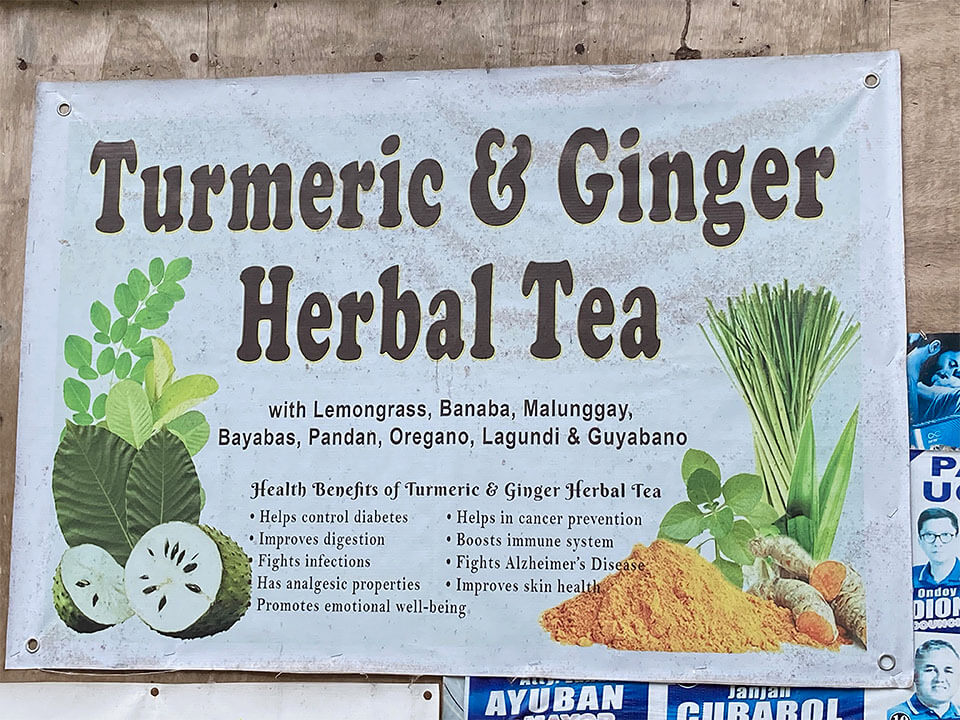 Turmeric & Ginger
Herbal Tea
with Lemongrass, Banaba, Malunggay,
Bayabas, Pandan, Oregano, Lagundi & Guyabano
Health Benefits of Turmeric & Ginger Herbal Tea
• Helps control diabetes
• Improves digestion
• Fights infections
Has analgesic properties
Promotes emotional well-being
• Helps in cancer prevention
• Boosts immune system
• Fights Alzheimer's Disease
• Improves skin health
Ondoy
AYUBAN
MAYOR
Janjan
CUBAROL